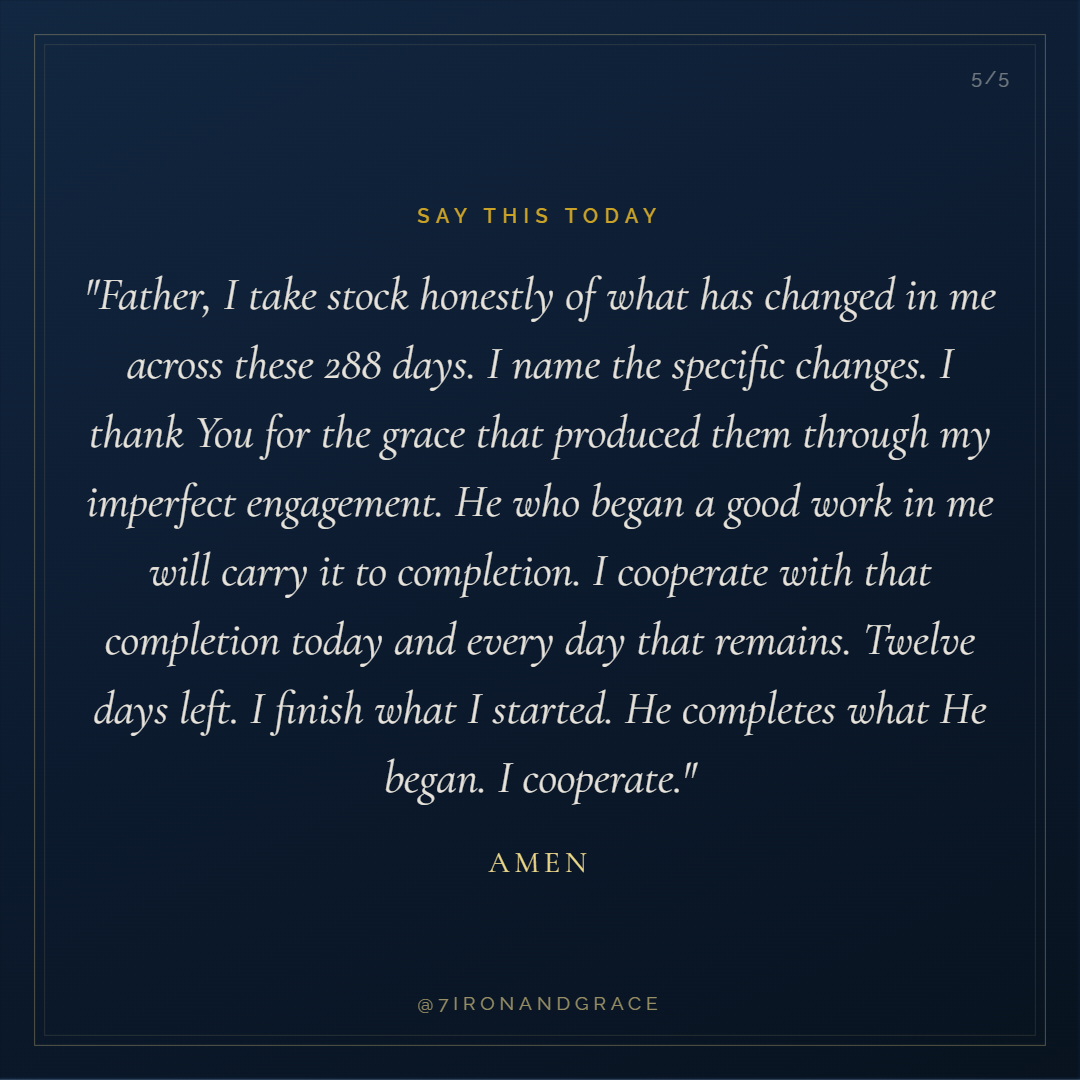 5/5
SAY THIS TODAY
"Father, I take stock honestly of what has changed in me
across these 288 days. I name the specific changes. I
thank You for the grace that produced them through my
imperfect engagement. He who began a good work in me
will carry it to completion. I cooperate with that
completion today and every day that remains. Twelve
days left. I finish what I started. He completes what He
began. I cooperate."
AMEN
@7IRONANDGRACE